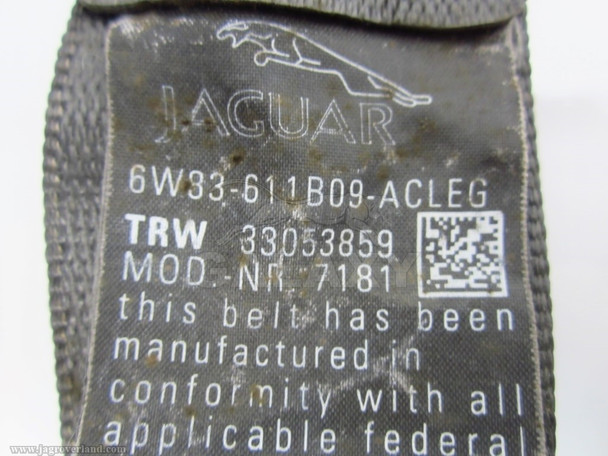 JAGUAR
6W83-611B09-ACLEG
TRW 33053859
MOD.-NR. 7181
this belt has been
manufactured in
conformity with all
applicable federal
www.jagroverland.com